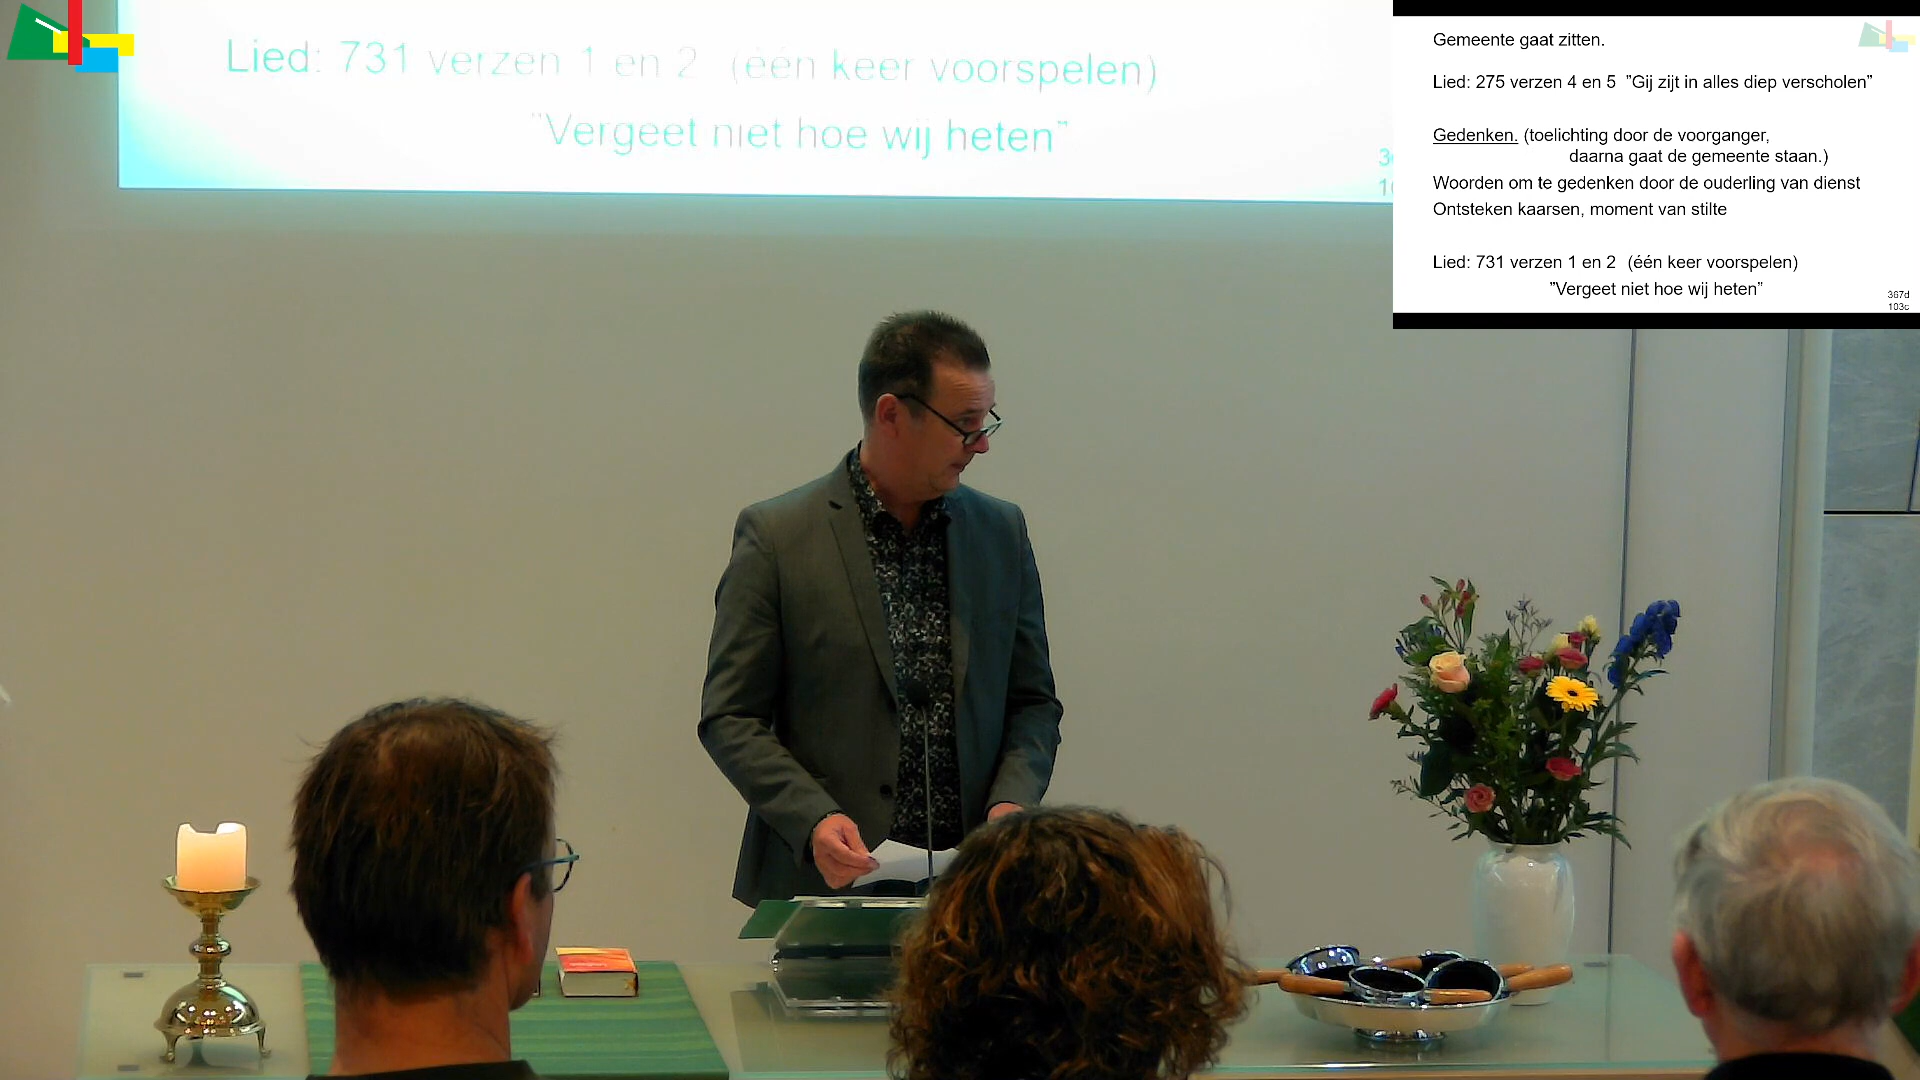 Lied: 731 verzen 1 en 2 (één keer voorspelen)
"Vergeet niet hoe wij heten"
Gemeente gaat zitten.
Lied: 275 verzen 4 en 5 ”Gij zijt in alles diep verscholen”
Gedenken. (toelichting door de voorganger,
daarna gaat de gemeente staan.)
Woorden om te gedenken door de ouderling van dienst
Ontsteken kaarsen, moment van stilte
Lied: 731 verzen 1 en 2 (één keer voorspelen)
”Vergeet niet hoe wij heten”
367d
103c